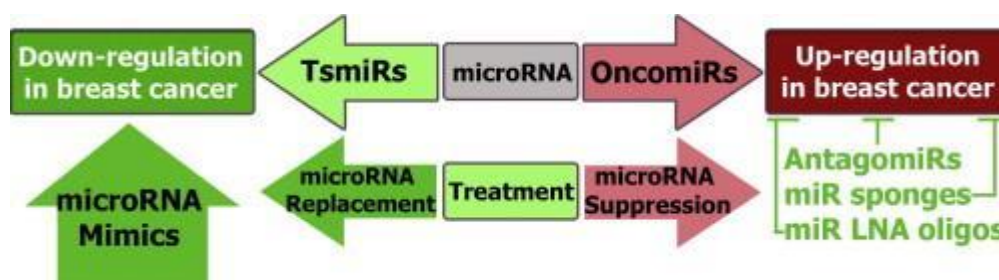 Down-regulation
in breast cancer
TsmiRs
microRNA
OncomiRs
Up-regulation
in breast cancer
microRNA
Mimics
microRNA
Replacement
Treatment
microRNA
Suppression
AntagomiRs
miR sponges
miR LNA oligos